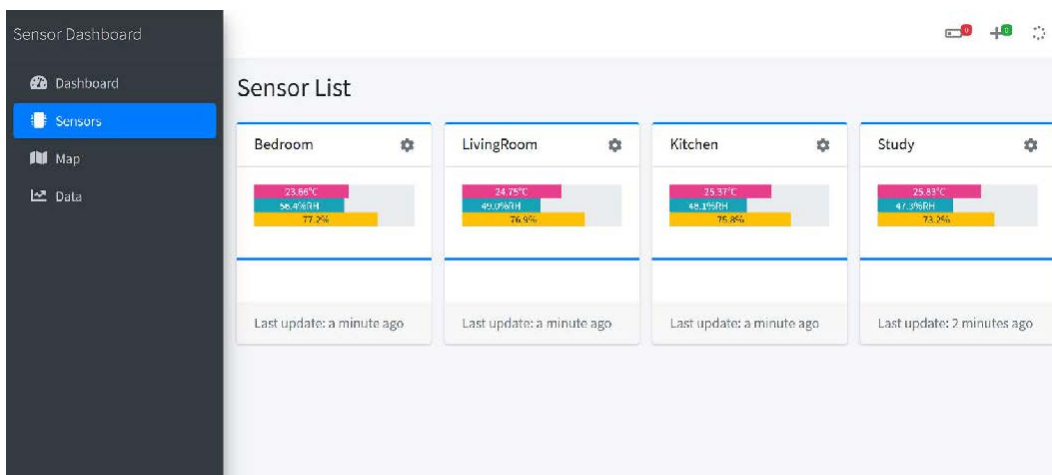 Sensor Dashboard
0
0
Dashboard
Sensors
Map
Data
Sensor List
Bedroom
23.86°C
56.4%RH
77.2%
Last update: a minute ago
LivingRoom
24.75°C
49.0%RH
76.9%
Last update: a minute ago
Kitchen
25.37°C
48.1%RH
75.8%
Last update: a minute ago
Study
25.83°C
47.3%RH
73.2%
Last update: 2 minutes ago